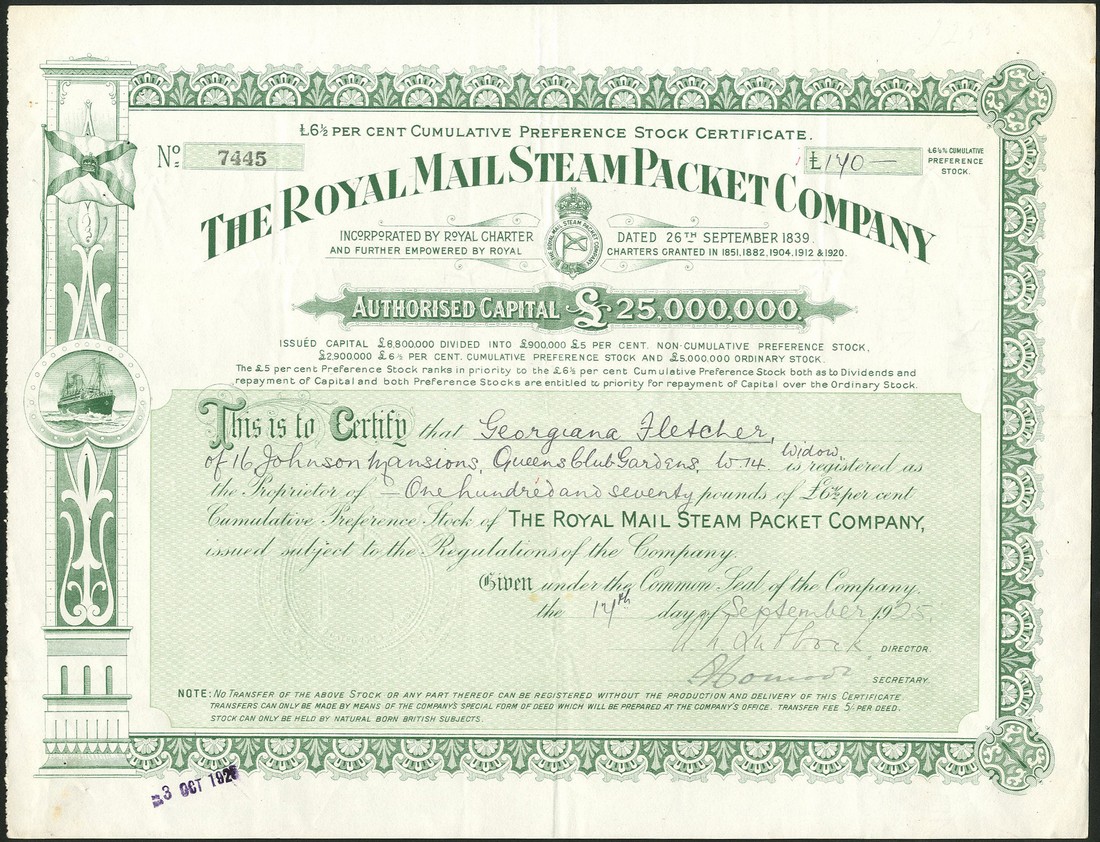 £6½ PER CENT CUMULATIVE PREFERENCE STOCK CERTIFICATE.
Nº 7445
£170 —
£6½% CUMULATIVE
PREFERENCE
STOCK.
THE ROYAL MAIL STEAM PACKET COMPANY
INCORPORATED BY ROYAL CHARTER DATED 26TH SEPTEMBER 1839.
AND FURTHER EMPOWERED BY ROYAL CHARTERS GRANTED IN 1851, 1882, 1904, 1912 & 1920.
THE ROYAL MAIL STEAM PACKET COMPANY
AUTHORISED CAPITAL £25,000,000.
ISSUED CAPITAL £8,800,000 DIVIDED INTO £900,000 £5 PER CENT. NON-CUMULATIVE PREFERENCE STOCK,
£2,900,000 £6½ PER CENT. CUMULATIVE PREFERENCE STOCK AND £5,000,000 ORDINARY STOCK.
The £5 per cent Preference Stock ranks in priority to the £6½ per cent Cumulative Preference Stock both as to Dividends and
repayment of Capital and both Preference Stocks are entitled to priority for repayment of Capital over the Ordinary Stock.
This is to Certify that Georgiana Fletcher,
of 16 Johnson Mansions, Queens Club Gardens, W.14. Widow, is registered as
the Proprietor of — One hundred and seventy pounds of £6½ per cent
Cumulative Preference Stock of THE ROYAL MAIL STEAM PACKET COMPANY,
issued subject to the Regulations of the Company.
Given under the Common Seal of the Company.
the day of September 1925.
DIRECTOR.
SECRETARY.
NOTE: NO TRANSFER OF THE ABOVE STOCK OR ANY PART THEREOF CAN BE REGISTERED WITHOUT THE PRODUCTION AND DELIVERY OF THIS CERTIFICATE.
TRANSFERS CAN ONLY BE MADE BY MEANS OF THE COMPANY'S SPECIAL FORM OF DEED WHICH WILL BE PREPARED AT THE COMPANY'S OFFICE. TRANSFER FEE 5/- PER DEED.
STOCK CAN ONLY BE HELD BY NATURAL BORN BRITISH SUBJECTS.
3 OCT